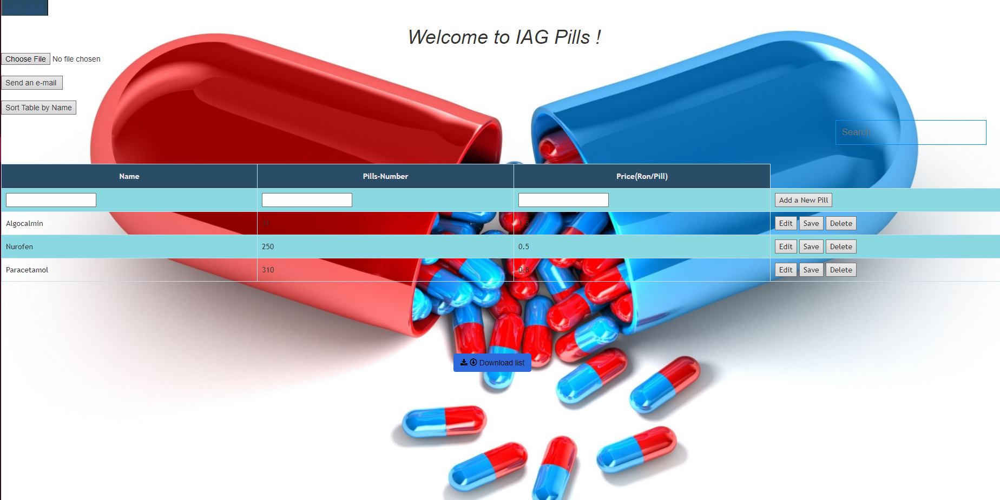 Log Out
Welcome to IAG Pills !
Choose File No file chosen
Send an e-mail
Sort Table by Name
Search
Name Pills-Number Price(Ron/Pill)
Add a New Pill
Algocalmin 1.5 Edit Save Delete
Nurofen 250 0.5 Edit Save Delete
Paracetamol 310 0.8 Edit Save Delete
Download list